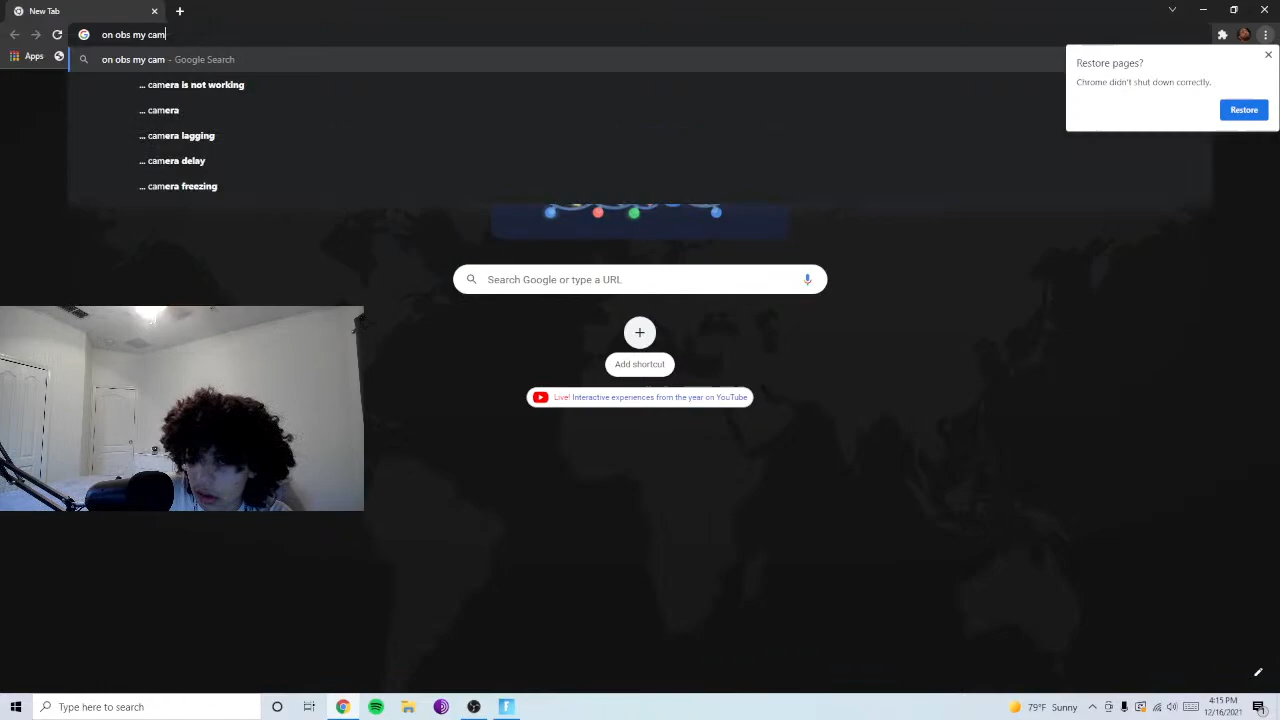 New Tab
on obs my cam
Apps
on obs my cam - Google Search
... camera is not working
... camera
... camera lagging
... camera delay
... camera freezing
Restore pages?
Chrome didn't shut down correctly.
Restore
Search Google or type a URL
Add shortcut
Live! Interactive experiences from the year on YouTube
Type here to search
79°F Sunny
4:15 PM
12/16/2021